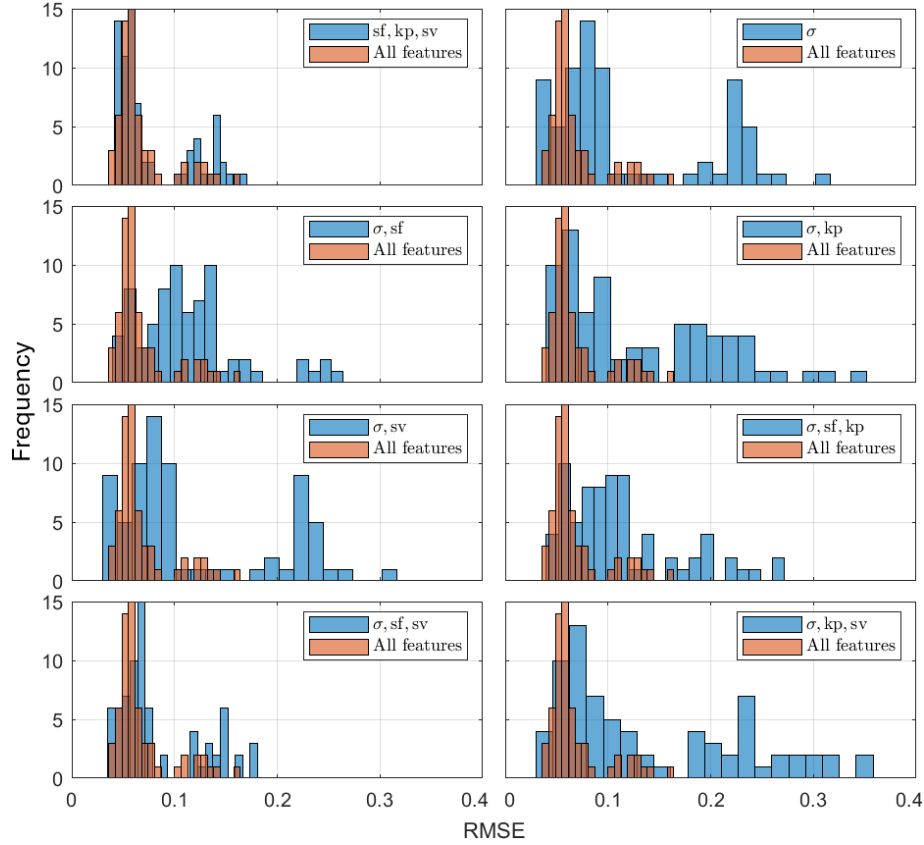 15
10
5
0
sf, kp, sv
All features
σ
All features
15
10
5
0
σ, sf
All features
σ, kp
All features
Frequency
15
10
5
0
σ, sv
All features
σ, sf, kp
All features
15
10
5
0
σ, sf, sv
All features
σ, kp, sv
All features
0 0.1 0.2 0.3 0.4
0 0.1 0.2 0.3 0.4
RMSE